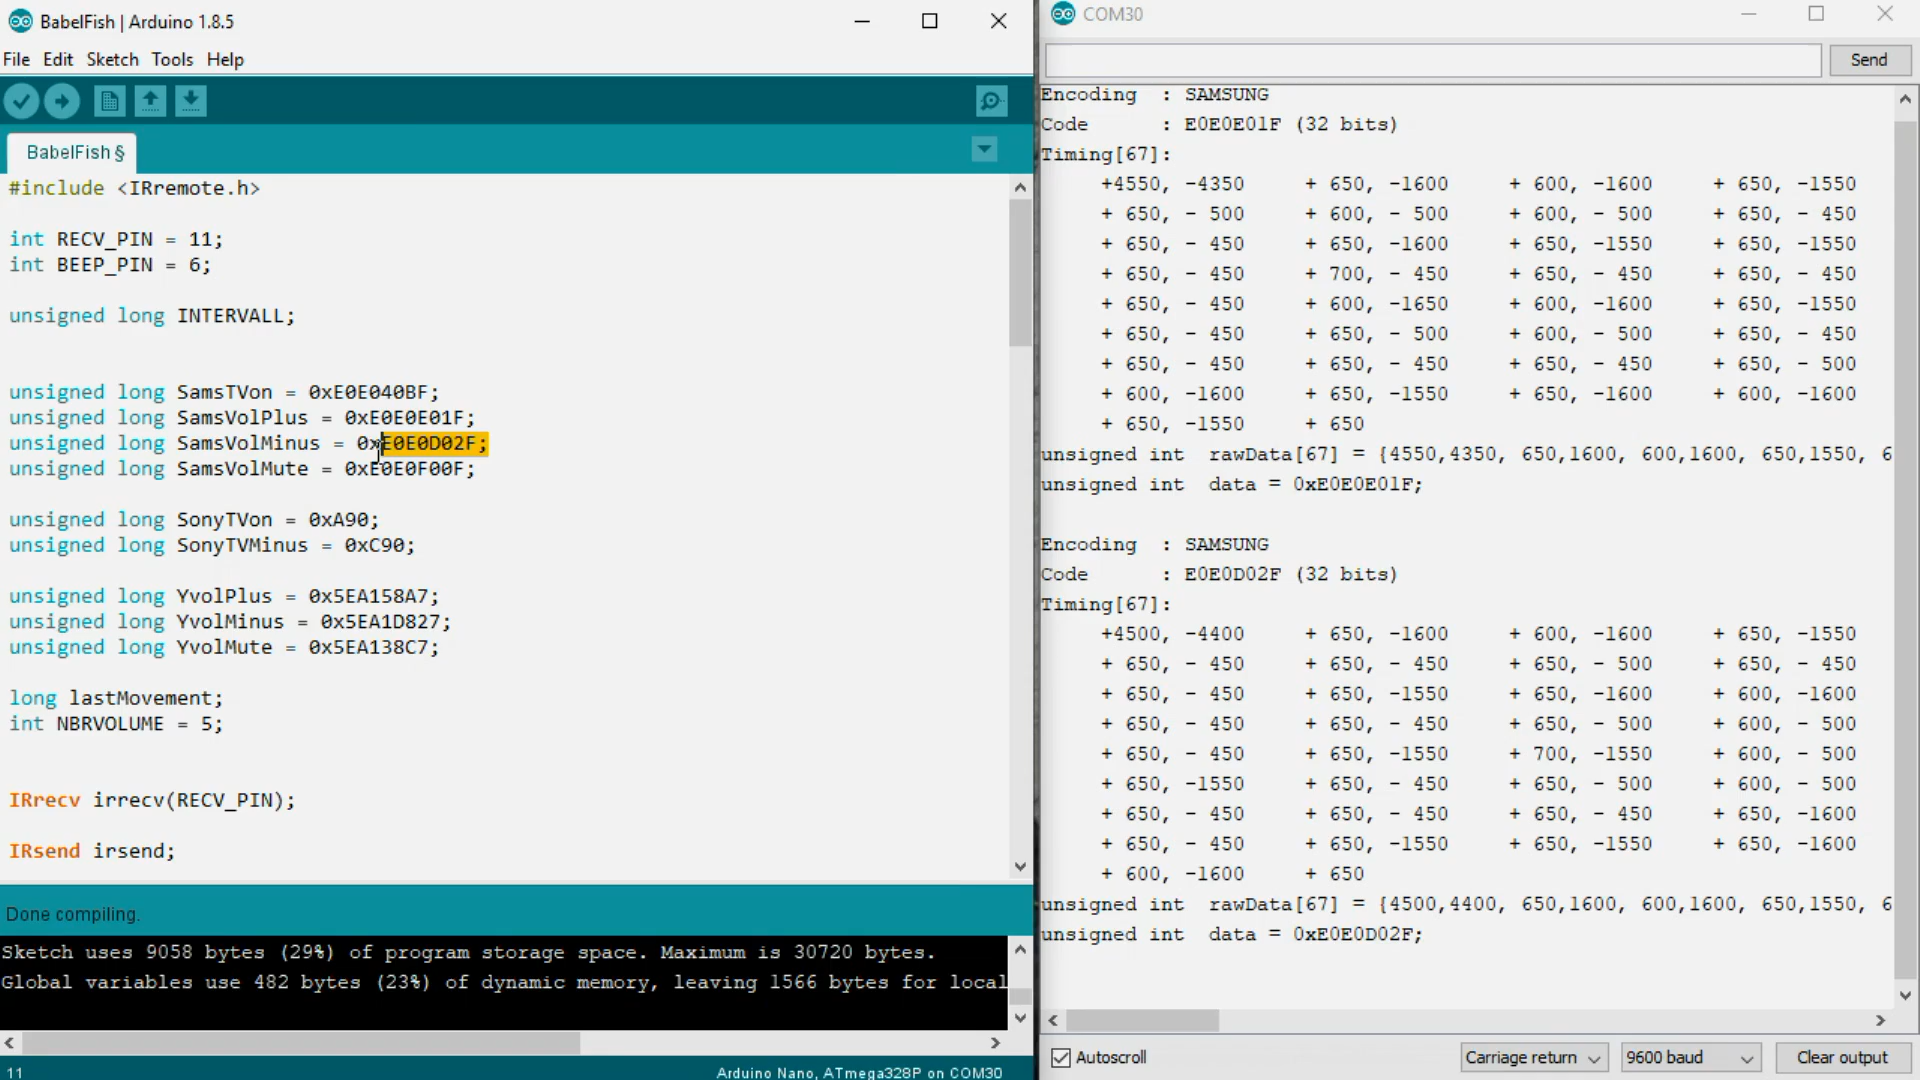 BabelFish | Arduino 1.8.5
File Edit Sketch Tools Help
BabelFish §
#include <IRremote.h>
int RECV_PIN = 11;
int BEEP_PIN = 6;
unsigned long INTERVALL;
unsigned long SamsTVon = 0xE0E040BF;
unsigned long SamsVolPlus = 0xE0E0E01F;
unsigned long SamsVolMinus = 0xE0E0D02F;
unsigned long SamsVolMute = 0xE0E0F00F;
unsigned long SonyTVon = 0xA90;
unsigned long SonyTVMinus = 0xC90;
unsigned long YvolPlus = 0x5EA158A7;
unsigned long YvolMinus = 0x5EA1D827;
unsigned long YvolMute = 0x5EA138C7;
long lastMovement;
int NBRVOLUME = 5;
IRrecv irrecv(RECV_PIN);
IRsend irsend;
Done compiling.
Sketch uses 9058 bytes (29%) of program storage space. Maximum is 30720 bytes.
Global variables use 482 bytes (23%) of dynamic memory, leaving 1566 bytes for local
11
Arduino Nano, ATmega328P on COM30
COM30
Send
Encoding : SAMSUNG
Code : E0E0E01F (32 bits)
Timing[67]:
+4550, -4350 + 650, -1600 + 600, -1600 + 650, -1550
+ 650, - 500 + 600, - 500 + 600, - 500 + 650, - 450
+ 650, - 450 + 650, -1600 + 650, -1550 + 650, -1550
+ 650, - 450 + 700, - 450 + 650, - 450 + 650, - 450
+ 650, - 450 + 600, -1650 + 600, -1600 + 650, -1550
+ 650, - 450 + 650, - 500 + 600, - 500 + 650, - 450
+ 650, - 450 + 650, - 450 + 650, - 450 + 650, - 500
+ 600, -1600 + 650, -1550 + 650, -1600 + 600, -1600
+ 650, -1550 + 650
unsigned int rawData[67] = {4550,4350, 650,1600, 600,1600, 650,1550, 6
unsigned int data = 0xE0E0E01F;
Encoding : SAMSUNG
Code : E0E0D02F (32 bits)
Timing[67]:
+4500, -4400 + 650, -1600 + 600, -1600 + 650, -1550
+ 650, - 450 + 650, - 450 + 650, - 500 + 650, - 450
+ 650, - 450 + 650, -1550 + 650, -1600 + 600, -1600
+ 650, - 450 + 650, - 450 + 650, - 500 + 600, - 500
+ 650, - 450 + 650, -1550 + 700, -1550 + 600, - 500
+ 650, -1550 + 650, - 450 + 650, - 500 + 600, - 500
+ 650, - 450 + 650, - 450 + 650, - 450 + 650, -1600
+ 650, - 450 + 650, -1550 + 650, -1550 + 650, -1600
+ 600, -1600 + 650
unsigned int rawData[67] = {4500,4400, 650,1600, 600,1600, 650,1550, 6
unsigned int data = 0xE0E0D02F;
Autoscroll
Carriage return
9600 baud
Clear output